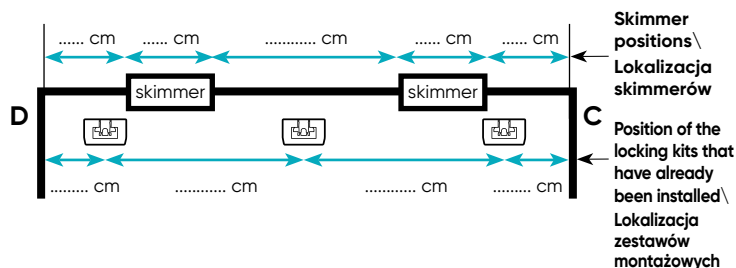 ...... cm ...... cm ............ cm ...... cm ...... cm
Skimmer
positions\
Lokalizacja
skimmerów
skimmer skimmer
D C
Position of the
locking kits that
have already
been installed\
Lokalizacja
zestawów
montażowych
......... cm ............ cm ............ cm ......... cm